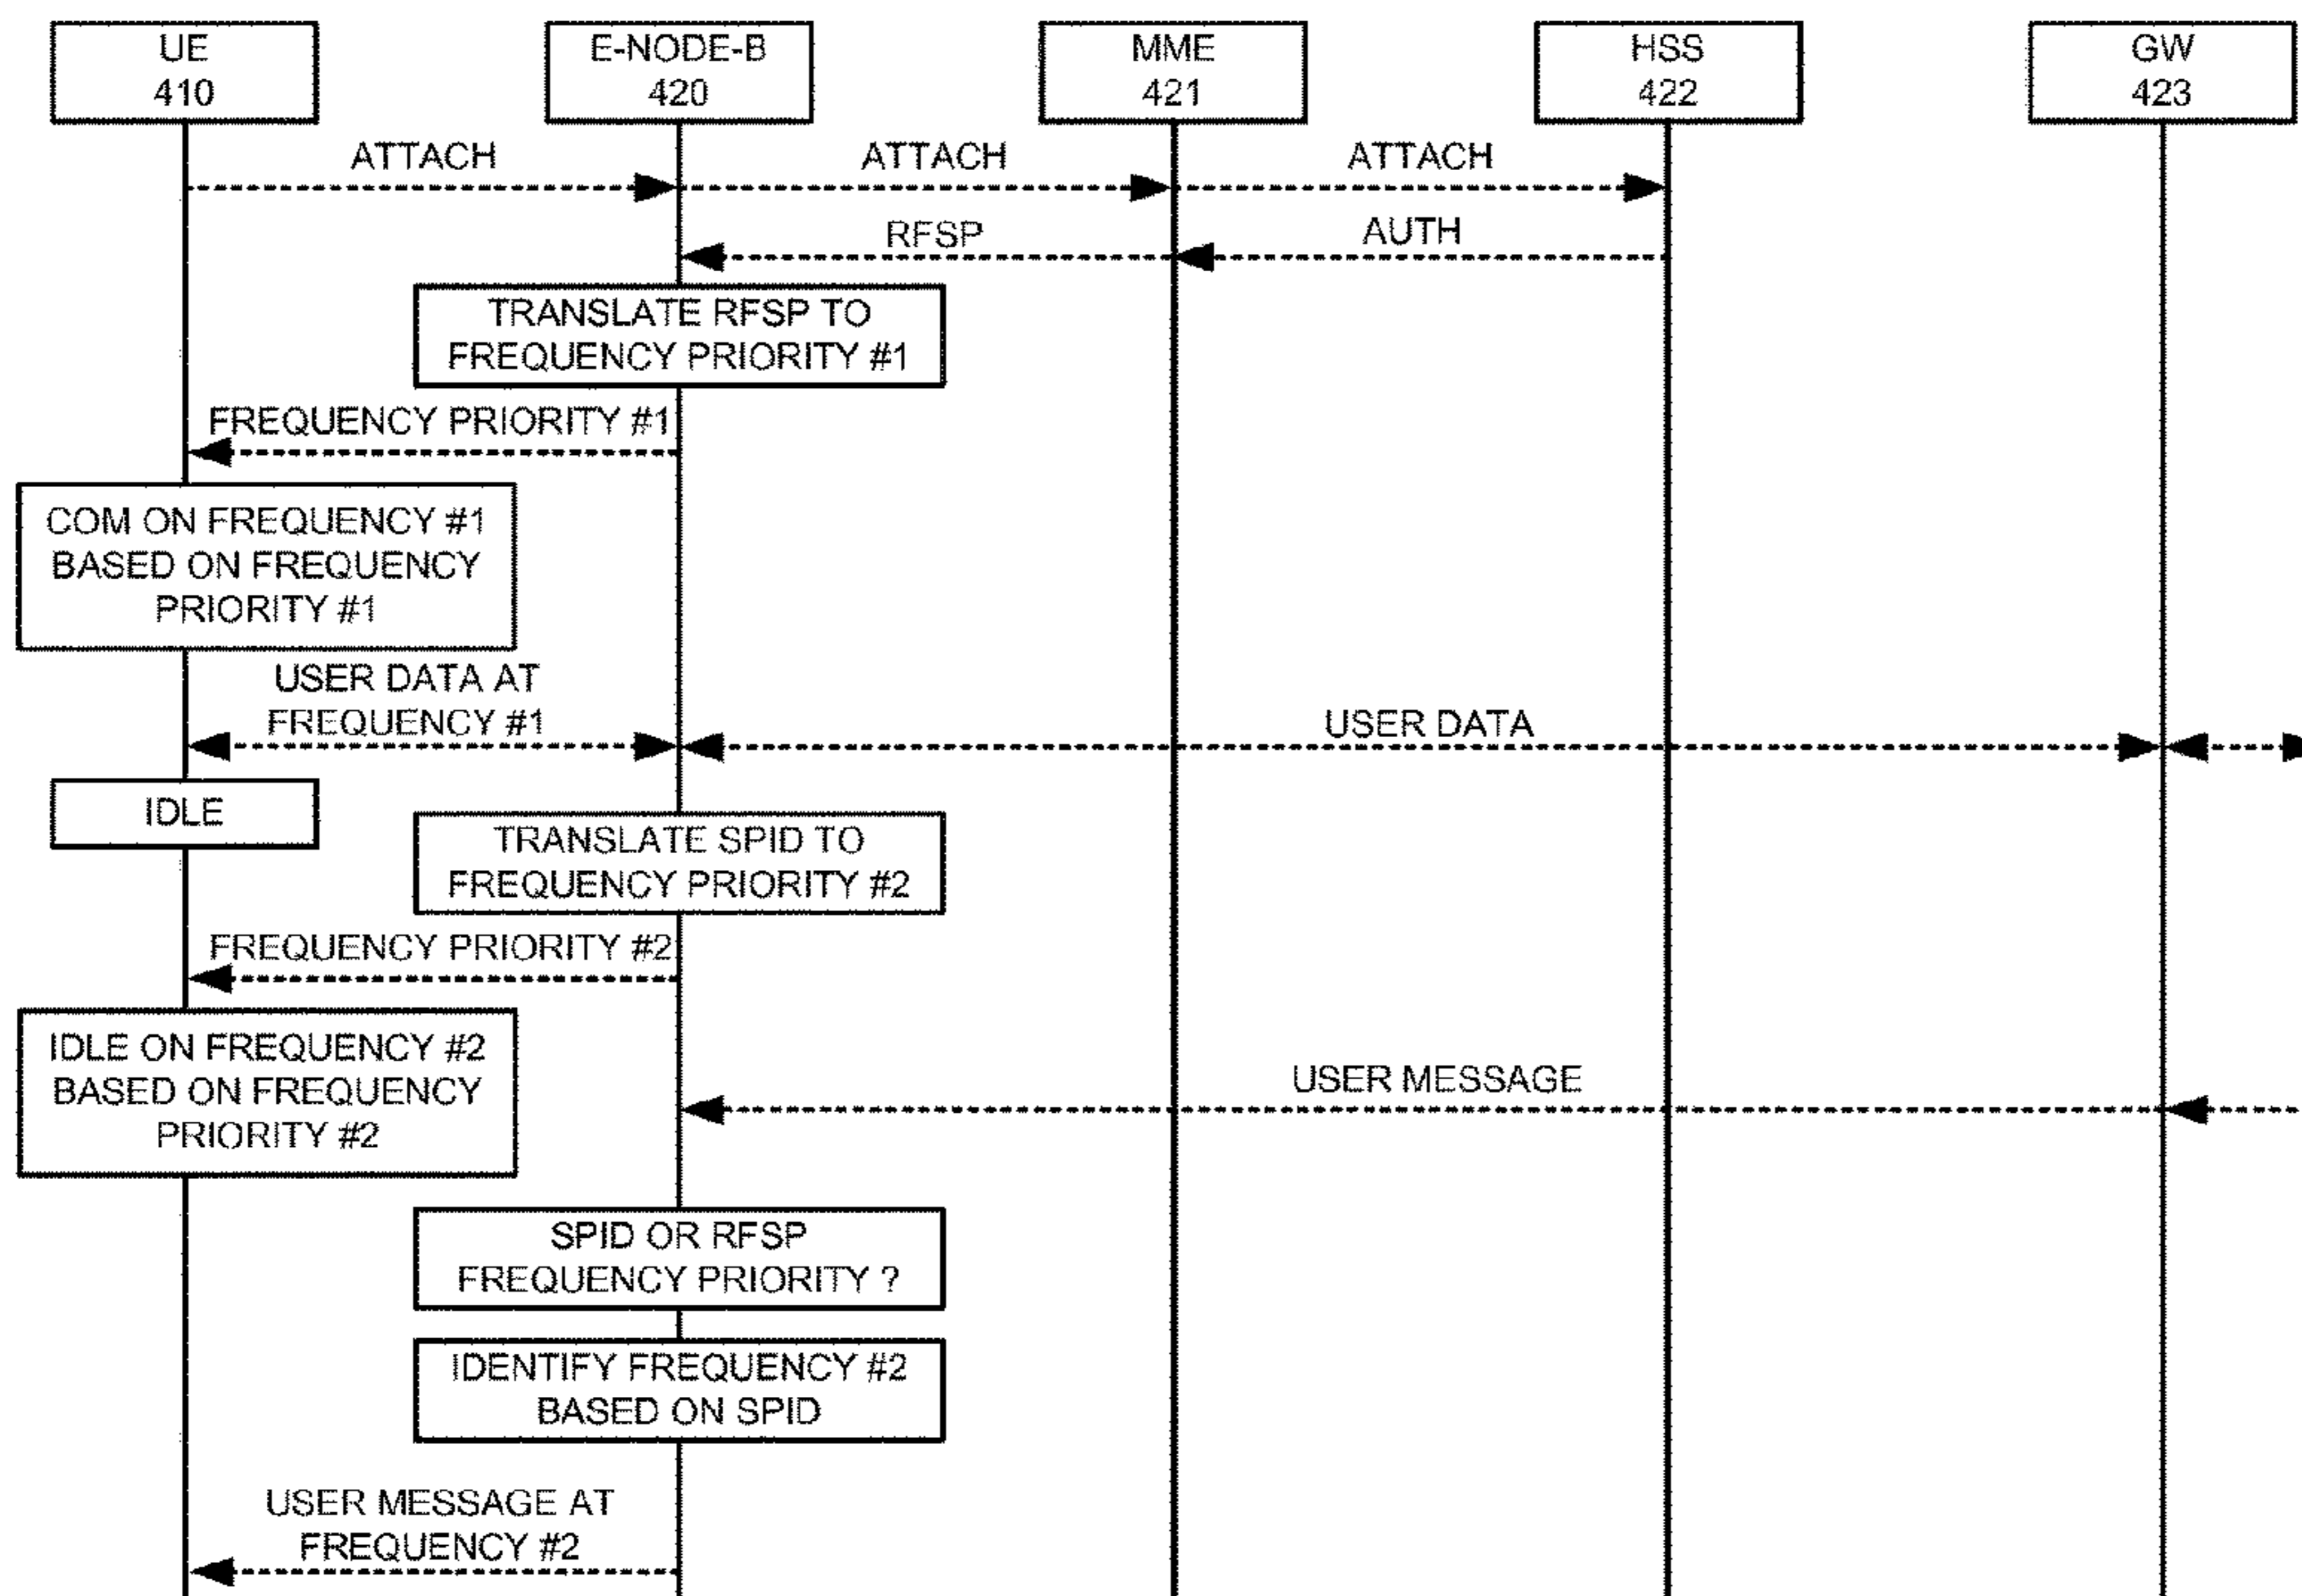 UE
410
E-NODE-B
420
MME
421
HSS
422
GW
423
ATTACH
ATTACH
ATTACH
RFSP
AUTH
TRANSLATE RFSP TO
FREQUENCY PRIORITY #1
FREQUENCY PRIORITY #1
COM ON FREQUENCY #1
BASED ON FREQUENCY
PRIORITY #1
USER DATA AT
FREQUENCY #1
USER DATA
IDLE
TRANSLATE SPID TO
FREQUENCY PRIORITY #2
FREQUENCY PRIORITY #2
IDLE ON FREQUENCY #2
BASED ON FREQUENCY
PRIORITY #2
USER MESSAGE
SPID OR RFSP
FREQUENCY PRIORITY ?
IDENTIFY FREQUENCY #2
BASED ON SPID
USER MESSAGE AT
FREQUENCY #2